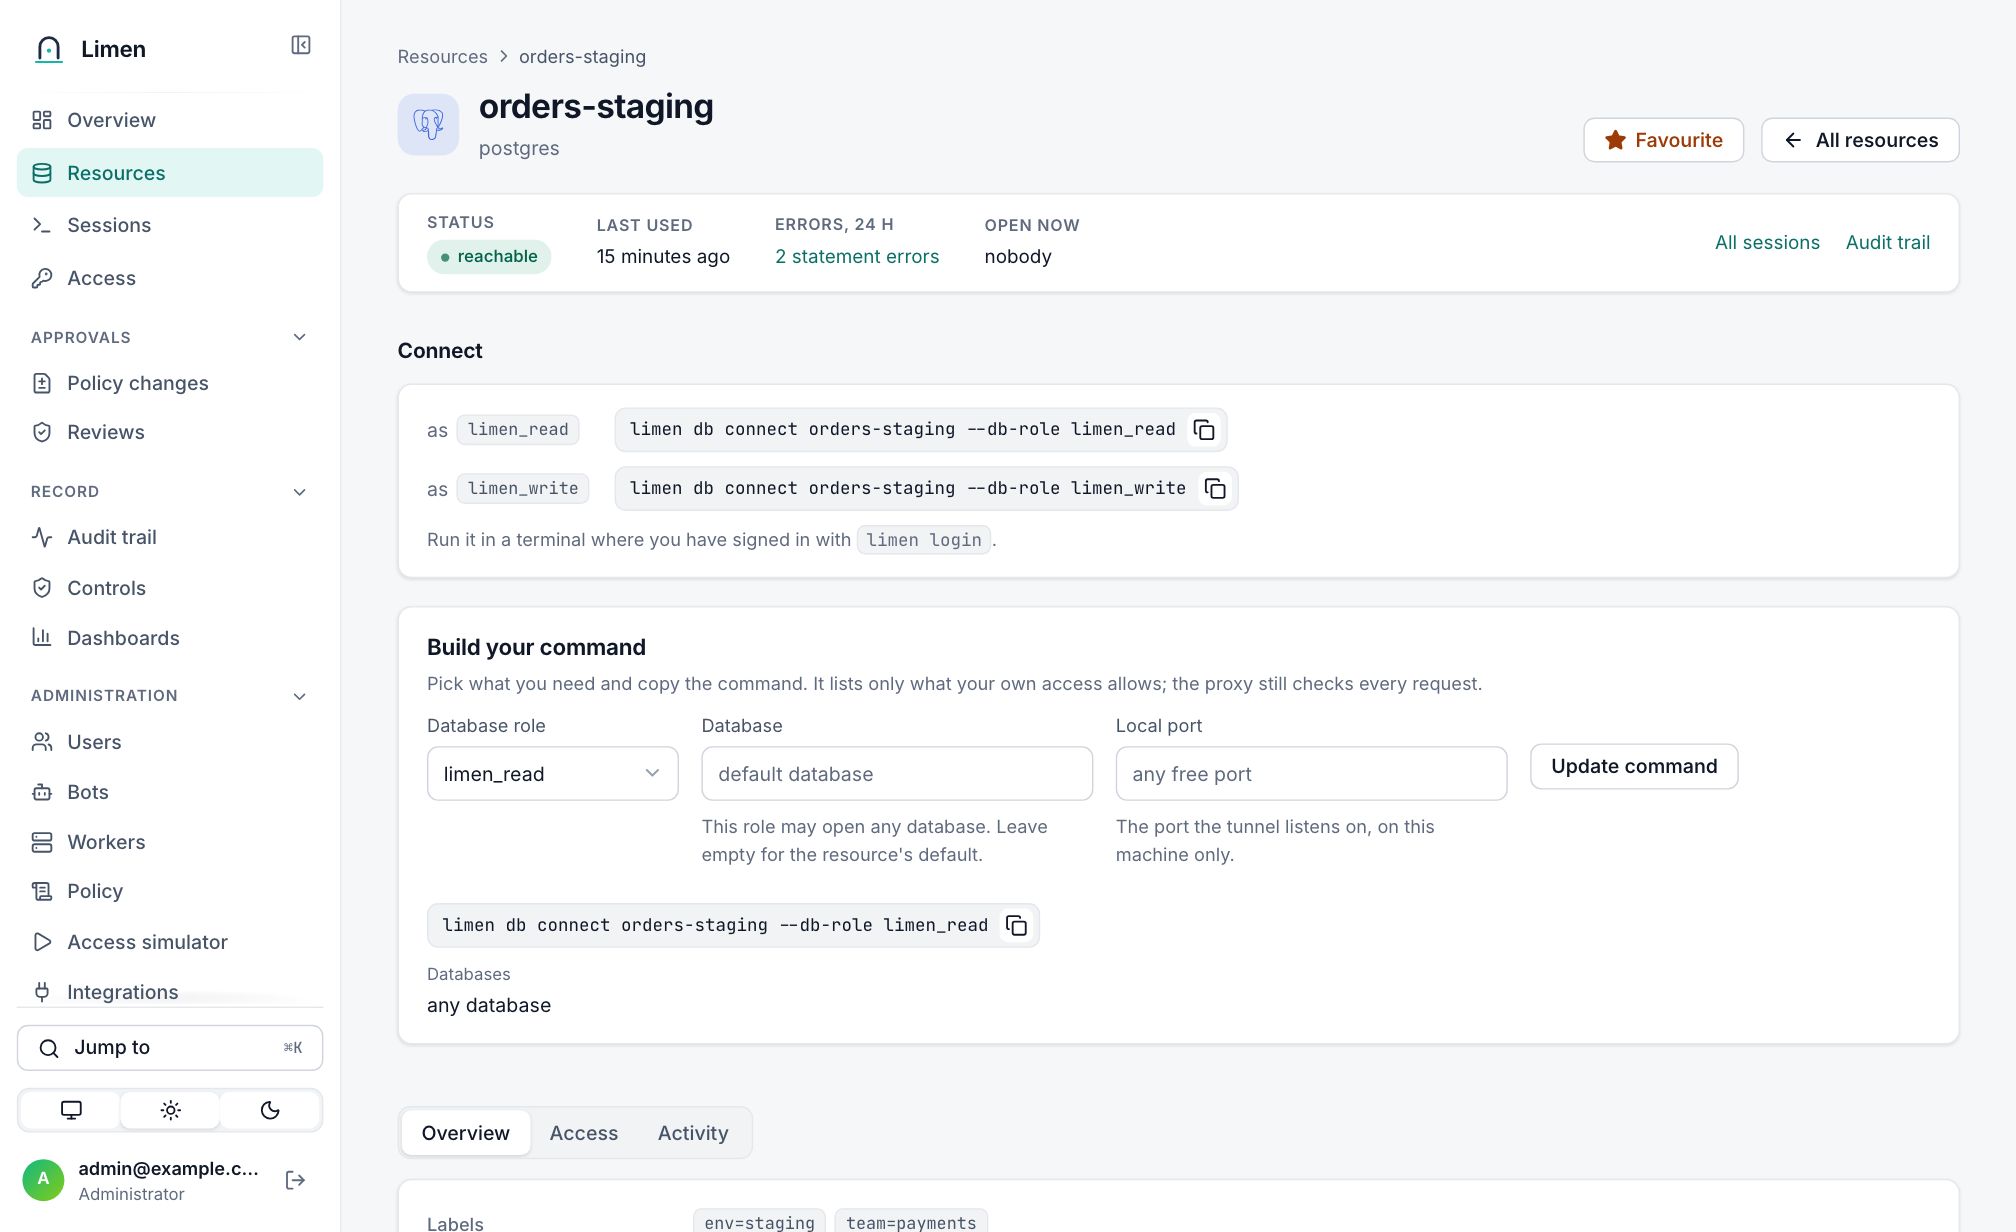 Limen
Overview
Resources
Sessions
Access
APPROVALS
Policy changes
Reviews
RECORD
Audit trail
Controls
Dashboards
ADMINISTRATION
Users
Bots
Workers
Policy
Access simulator
Integrations
Jump to ⌘K
A
admin@example.c...
Administrator
Resources > orders-staging
orders-staging
postgres
Favourite
All resources
STATUS
reachable
LAST USED
15 minutes ago
ERRORS, 24 H
2 statement errors
OPEN NOW
nobody
All sessions
Audit trail
Connect
as limen_read limen db connect orders-staging --db-role limen_read
as limen_write limen db connect orders-staging --db-role limen_write
Run it in a terminal where you have signed in with limen login.
Build your command
Pick what you need and copy the command. It lists only what your own access allows; the proxy still checks every request.
Database role
limen_read
Database
default database
This role may open any database. Leave
empty for the resource's default.
Local port
any free port
The port the tunnel listens on, on this
machine only.
Update command
limen db connect orders-staging --db-role limen_read
Databases
any database
Overview Access Activity
Labels env=staging team=payments